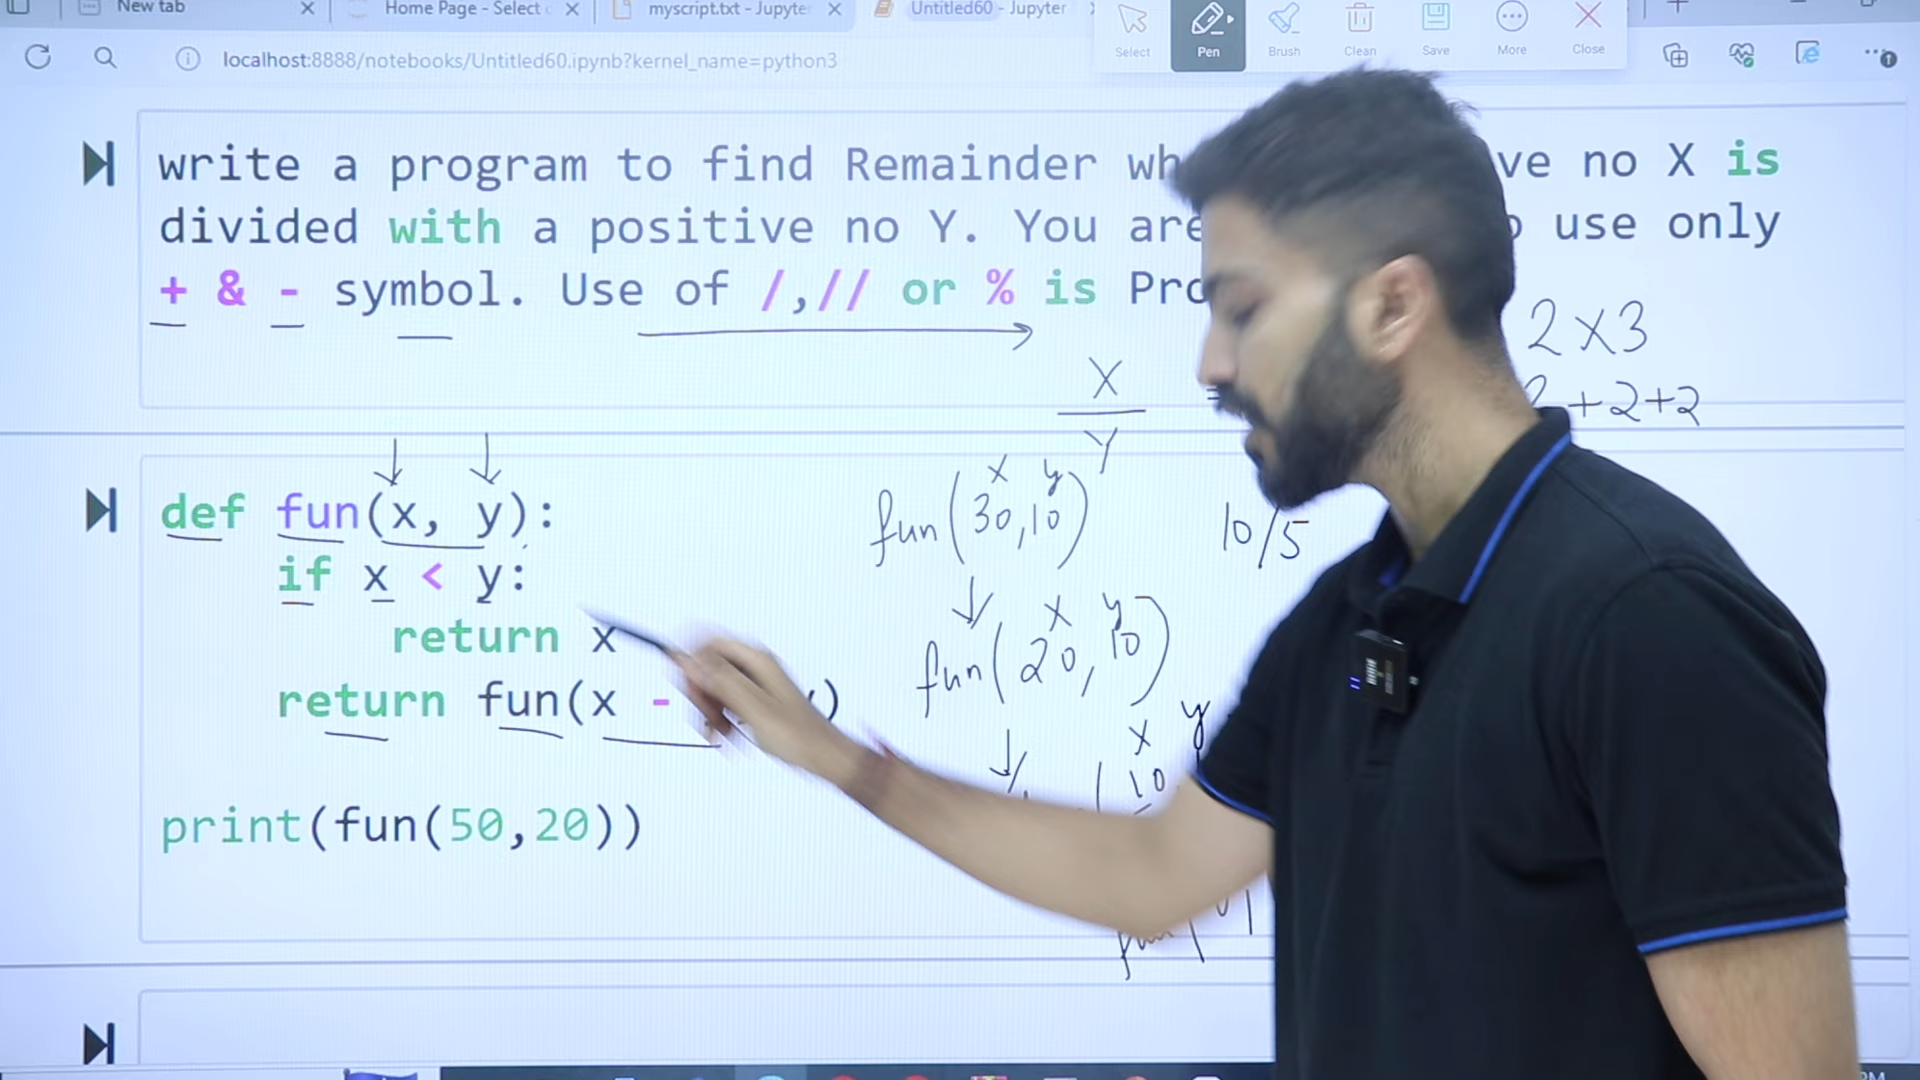 New tab
Home Page - Select
myscript.txt - Jupyte
Untitled60 - Jupyter
Select
Pen
Brush
Clean
Save
More
Close
localhost:8888/notebooks/Untitled60.ipynb?kernel_name=python3
write a program to find Remainder ve no X is
divided with a positive no Y. You are use only
+ & - symbol. Use of /,// or % is
2 X 3
+2+2
X
Y
def fun(x, y):
if x < y:
return x
return fun(x - )
print(fun(50,20))
x y
fun(30,10)
10/5
x y
fun(20,10)
x y
10